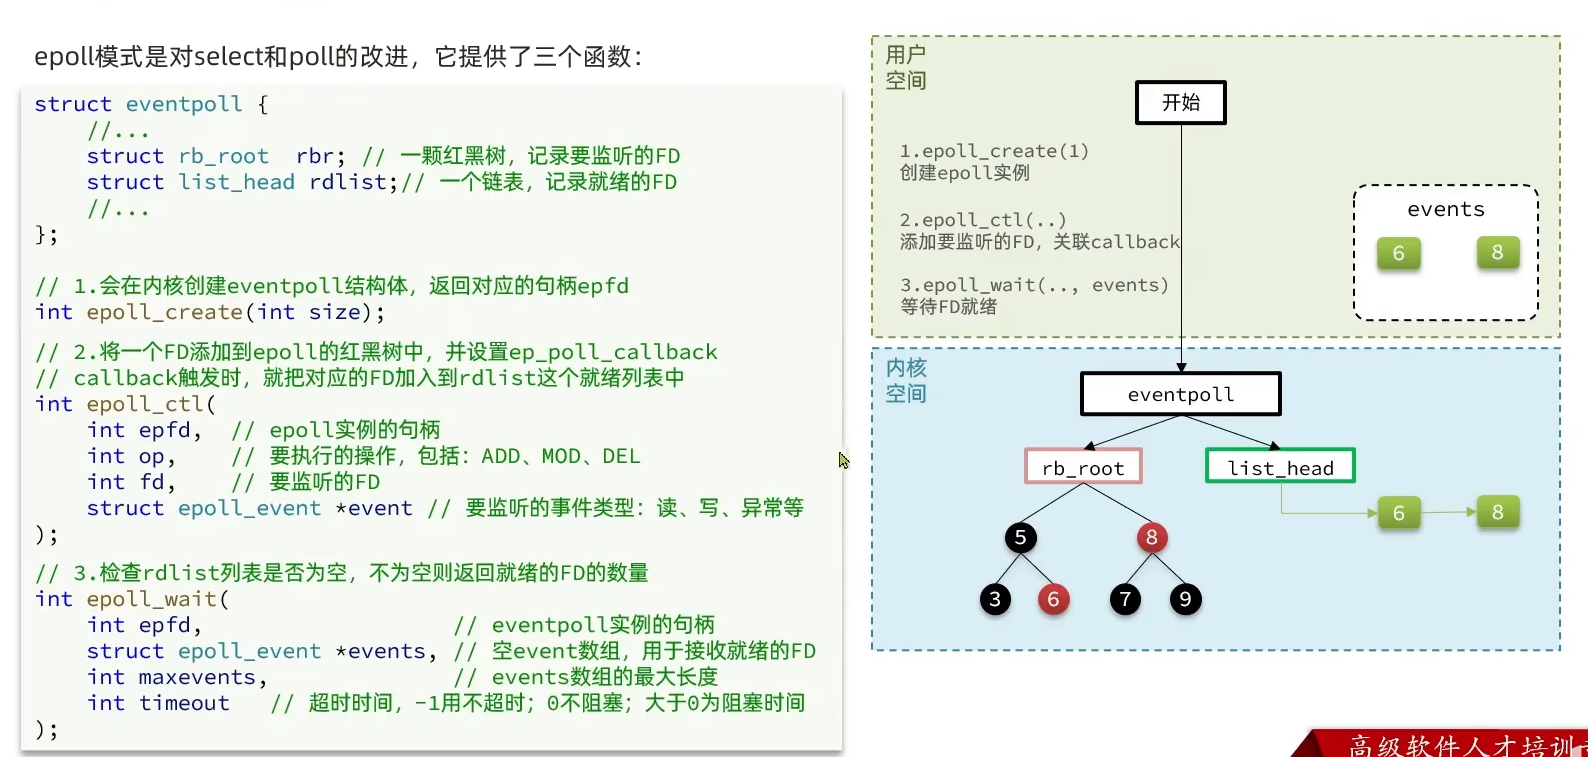 epoll模式是对select和poll的改进，它提供了三个函数：
struct eventpoll {
//...
struct rb_root  rbr; // 一颗红黑树，记录要监听的FD
struct list_head rdlist;// 一个链表，记录就绪的FD
//...
};
// 1.会在内核创建eventpoll结构体，返回对应的句柄epfd
int epoll_create(int size);
// 2.将一个FD添加到epoll的红黑树中，并设置ep_poll_callback
// callback触发时，就把对应的FD加入到rdlist这个就绪列表中
int epoll_ctl(
int epfd,  // epoll实例的句柄
int op,    // 要执行的操作，包括：ADD、MOD、DEL
int fd,    // 要监听的FD
struct epoll_event *event // 要监听的事件类型：读、写、异常等
);
// 3.检查rdlist列表是否为空，不为空则返回就绪的FD的数量
int epoll_wait(
int epfd,                   // eventpoll实例的句柄
struct epoll_event *events, // 空event数组，用于接收就绪的FD
int maxevents,              // events数组的最大长度
int timeout   // 超时时间，-1用不超时；0不阻塞；大于0为阻塞时间
);
用户
空间
开始
1.epoll_create(1)
创建epoll实例
2.epoll_ctl(..)
添加要监听的FD，关联callback
3.epoll_wait(.., events)
等待FD就绪
events
6 8
内核
空间
eventpoll
rb_root list_head
6 8
5 8
3 6 7 9
高级软件人才培训